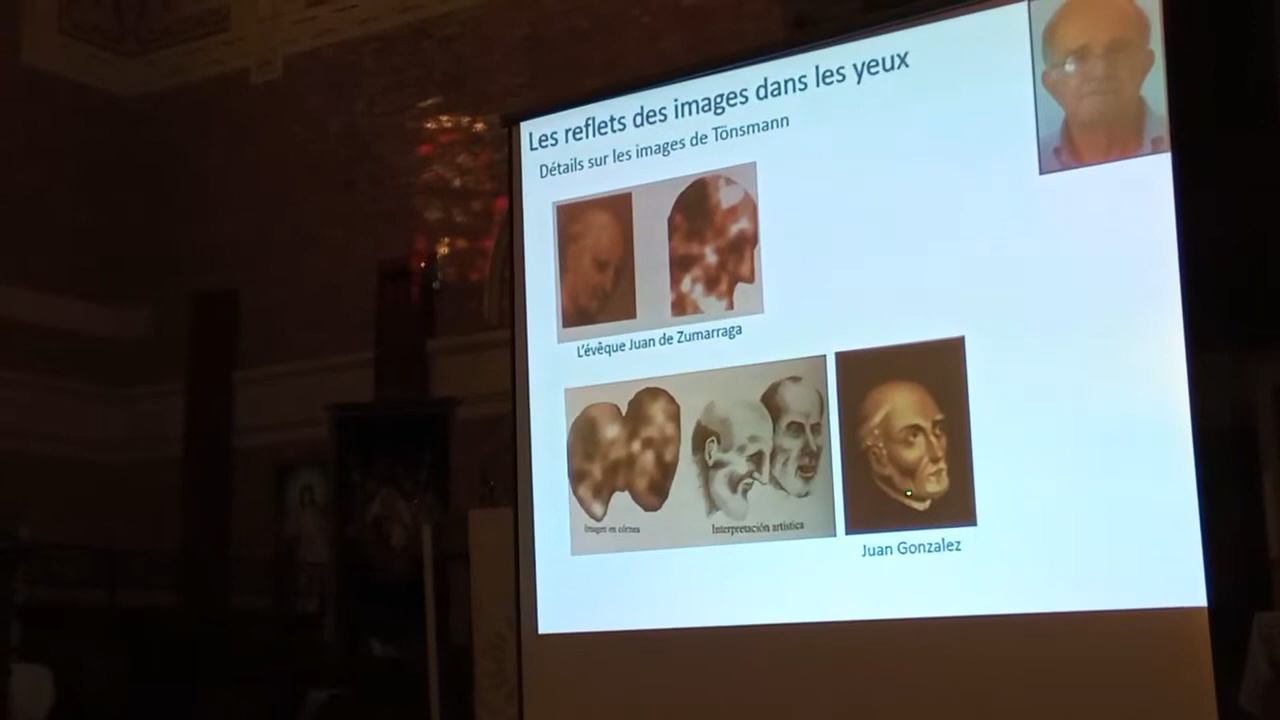 Les reflets des images dans les yeux
Détails sur les images de Tönsmann
L'évêque Juan de Zumarraga
Imagen en córnea
Interpretación artística
Juan Gonzalez